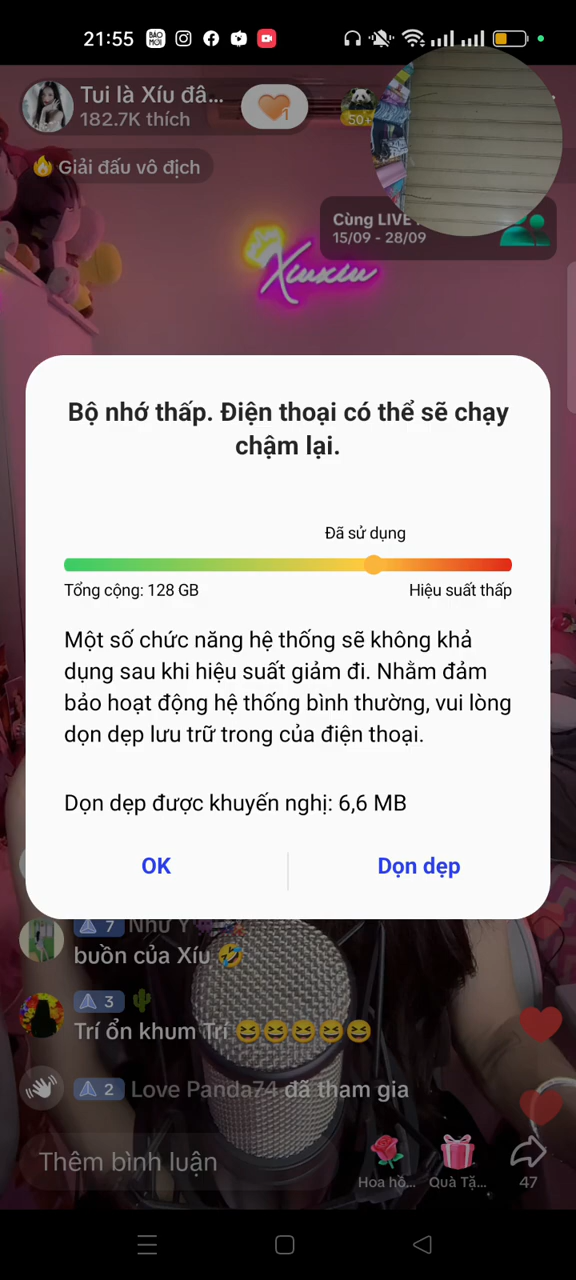 21:55
BÁO MỚI
Tui là Xíu đâ...
182.7K thích
1
50+
Giải đấu vô địch
Cùng LIVE
15/09 - 28/09
Xiuxiu
Bộ nhớ thấp. Điện thoại có thể sẽ chạy
chậm lại.
Đã sử dụng
Tổng cộng: 128 GB
Hiệu suất thấp
Một số chức năng hệ thống sẽ không khả
dụng sau khi hiệu suất giảm đi. Nhằm đảm
bảo hoạt động hệ thống bình thường, vui lòng
dọn dẹp lưu trữ trong của điện thoại.
Dọn dẹp được khuyến nghị: 6,6 MB
OK
Dọn dẹp
7 Như Ý
buồn của Xíu 🤣
3 🌵
Trí ổn khum Trí 😆😆😆😆😆
2 Love Panda74 đã tham gia
Thêm bình luận
Hoa hồ...
Quà Tặ...
47